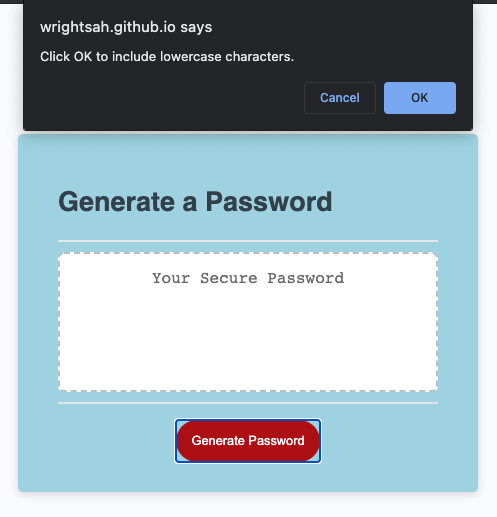 wrightsah.github.io says
Click OK to include lowercase characters.
Cancel OK
Generate a Password
Your Secure Password
Generate Password